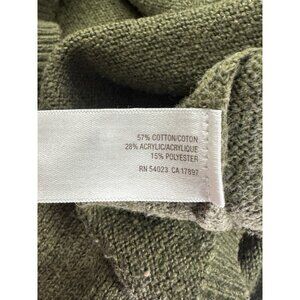 57% COTTON/COTON
28% ACRYLIC/ACRYLIQUE
15% POLYESTER
RN 54023 CA 17897